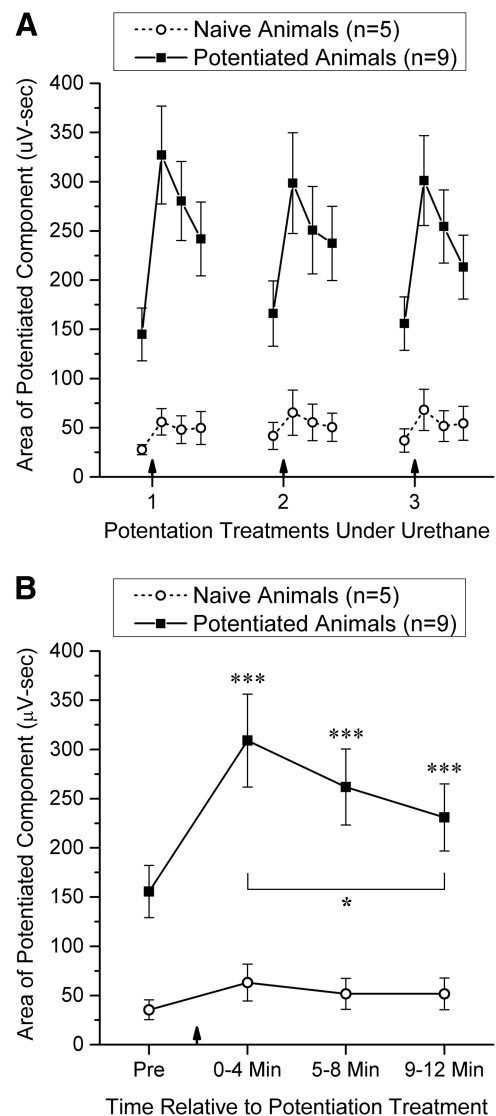 A
Naive Animals (n=5)
Potentiated Animals (n=9)
Area of Potentiated Component (uV-sec)
400
350
300
250
200
150
100
50
0
1 2 3
Potentation Treatments Under Urethane
B
Naive Animals (n=5)
Potentiated Animals (n=9)
Area of Potentiated Component (μV-sec)
400
350
300
250
200
150
100
50
0
***
***
***
*
Pre 0-4 Min 5-8 Min 9-12 Min
Time Relative to Potentiation Treatment